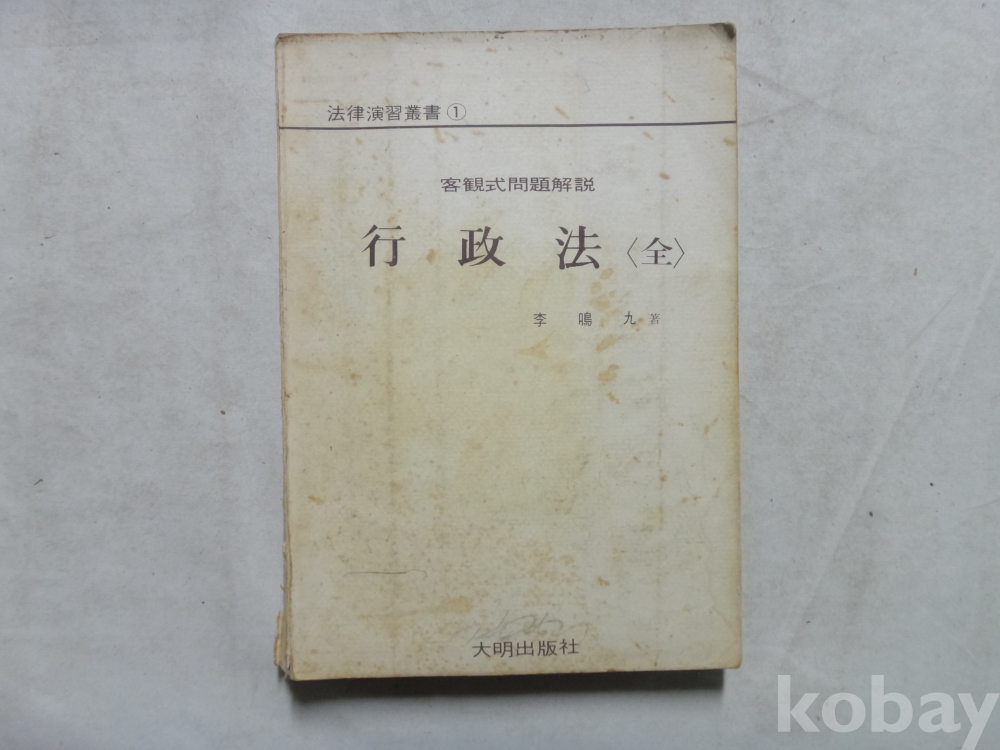 法律演習叢書①
客観式問題解説
行政法〈全〉
李鳴九 著
大明出版社
kobay